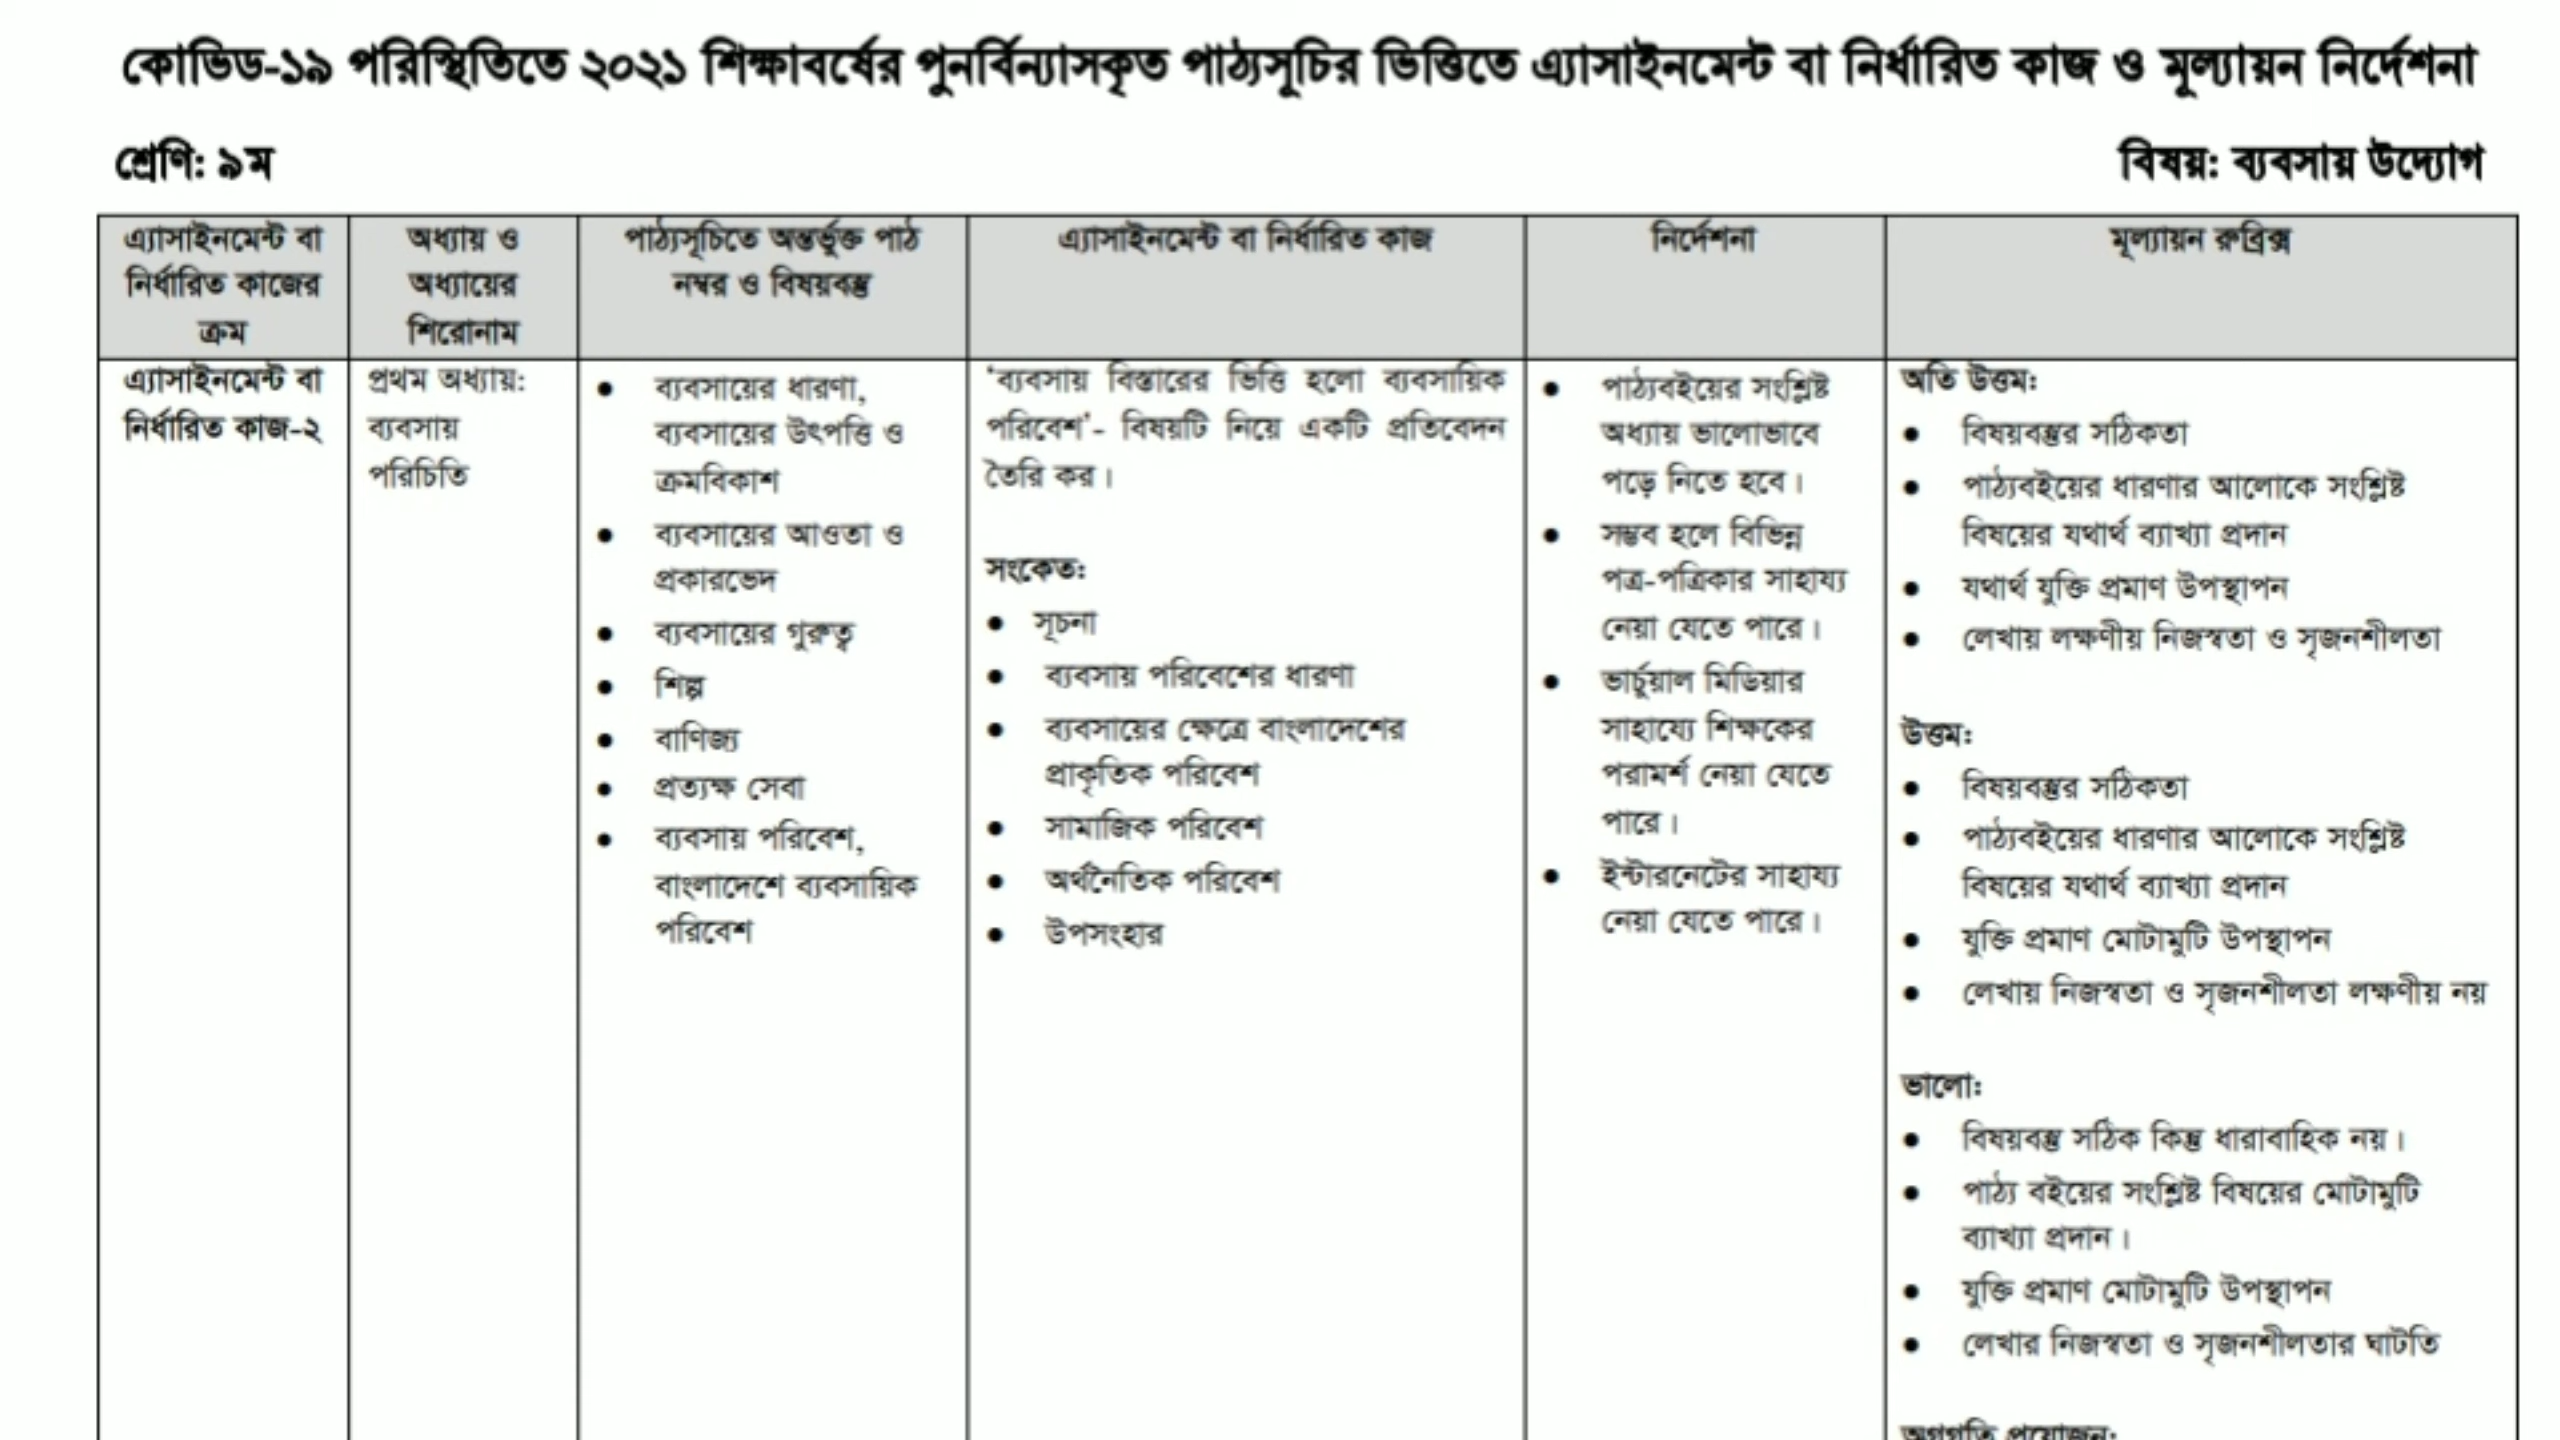 কোভিড-১৯ পরিস্থিতিতে ২০২১ শিক্ষাবর্ষের পুনর্বিন্যাসকৃত পাঠ্যসূচির ভিত্তিতে এ্যাসাইনমেন্ট বা নির্ধারিত কাজ ও মূল্যায়ন নির্দেশনা
শ্রেণি: ৯ম
বিষয়: ব্যবসায় উদ্যোগ
এ্যাসাইনমেন্ট বা
নির্ধারিত কাজের
ক্রম
অধ্যায় ও
অধ্যায়ের
শিরোনাম
পাঠ্যসূচিতে অন্তর্ভুক্ত পাঠ
নম্বর ও বিষয়বস্তু
এ্যাসাইনমেন্ট বা নির্ধারিত কাজ
নির্দেশনা
মূল্যায়ন রুব্রিক্স
এ্যাসাইনমেন্ট বা
নির্ধারিত কাজ-২
প্রথম অধ্যায়:
ব্যবসায়
পরিচিতি
● ব্যবসায়ের ধারণা,
ব্যবসায়ের উৎপত্তি ও
ক্রমবিকাশ
● ব্যবসায়ের আওতা ও
প্রকারভেদ
● ব্যবসায়ের গুরুত্ব
● শিল্প
● বাণিজ্য
● প্রত্যক্ষ সেবা
● ব্যবসায় পরিবেশ,
বাংলাদেশে ব্যবসায়িক
পরিবেশ
‘ব্যবসায় বিস্তারের ভিত্তি হলো ব্যবসায়িক
পরিবেশ’- বিষয়টি নিয়ে একটি প্রতিবেদন
তৈরি কর।
সংকেত:
● সূচনা
● ব্যবসায় পরিবেশের ধারণা
● ব্যবসায়ের ক্ষেত্রে বাংলাদেশের
প্রাকৃতিক পরিবেশ
● সামাজিক পরিবেশ
● অর্থনৈতিক পরিবেশ
● উপসংহার
● পাঠ্যবইয়ের সংশ্লিষ্ট
অধ্যায় ভালোভাবে
পড়ে নিতে হবে।
● সম্ভব হলে বিভিন্ন
পত্র-পত্রিকার সাহায্য
নেয়া যেতে পারে।
● ভার্চুয়াল মিডিয়ার
সাহায্যে শিক্ষকের
পরামর্শ নেয়া যেতে
পারে।
● ইন্টারনেটের সাহায্য
নেয়া যেতে পারে।
অতি উত্তম:
● বিষয়বস্তুর সঠিকতা
● পাঠ্যবইয়ের ধারণার আলোকে সংশ্লিষ্ট
বিষয়ের যথার্থ ব্যাখ্যা প্রদান
● যথার্থ যুক্তি প্রমাণ উপস্থাপন
● লেখায় লক্ষণীয় নিজস্বতা ও সৃজনশীলতা
উত্তম:
● বিষয়বস্তুর সঠিকতা
● পাঠ্যবইয়ের ধারণার আলোকে সংশ্লিষ্ট
বিষয়ের যথার্থ ব্যাখ্যা প্রদান
● যুক্তি প্রমাণ মোটামুটি উপস্থাপন
● লেখায় নিজস্বতা ও সৃজনশীলতা লক্ষণীয় নয়
ভালো:
● বিষয়বস্তু সঠিক কিন্তু ধারাবাহিক নয়।
● পাঠ্য বইয়ের সংশ্লিষ্ট বিষয়ের মোটামুটি
ব্যাখ্যা প্রদান।
● যুক্তি প্রমাণ মোটামুটি উপস্থাপন
● লেখার নিজস্বতা ও সৃজনশীলতার ঘাটতি
অগ্রগতি প্রয়োজন: